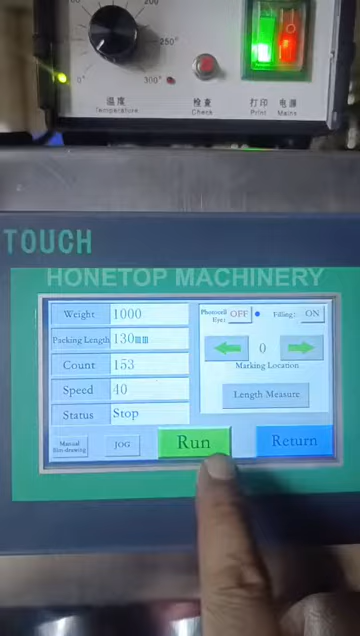 200
250°
0°
300°
温度
Temperature
检查
Check
打印
Print
电源
Mains
TOUCH
HONETOP MACHINERY
Weight 1000
Packing Length 130mm
Count 153
Speed 40
Status Stop
Photocell Eye: OFF
Filling: ON
0
Marking Location
Length Measure
Manual film drawing
JOG
Run
Return